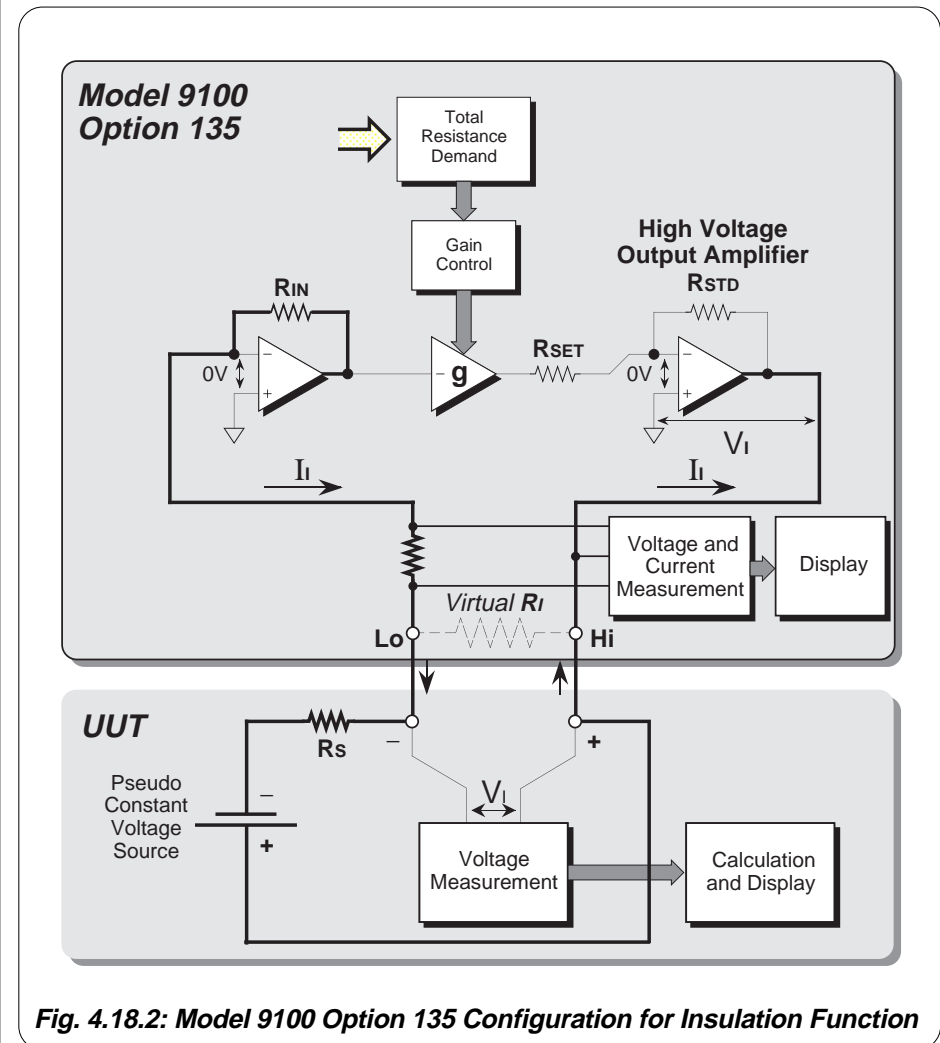 Model 9100
Option 135
Total
Resistance
Demand
Gain
Control
High Voltage
Output Amplifier
RIN
RSTD
RSET
g
−
−
−
+
+
0V
0V
VI
II
II
Voltage and
Current
Measurement
Display
Virtual RI
Lo
Hi
UUT
RS
−
+
Pseudo
Constant
Voltage
Source
−
+
VI
Voltage
Measurement
Calculation
and Display
Fig. 4.18.2: Model 9100 Option 135 Configuration for Insulation Function